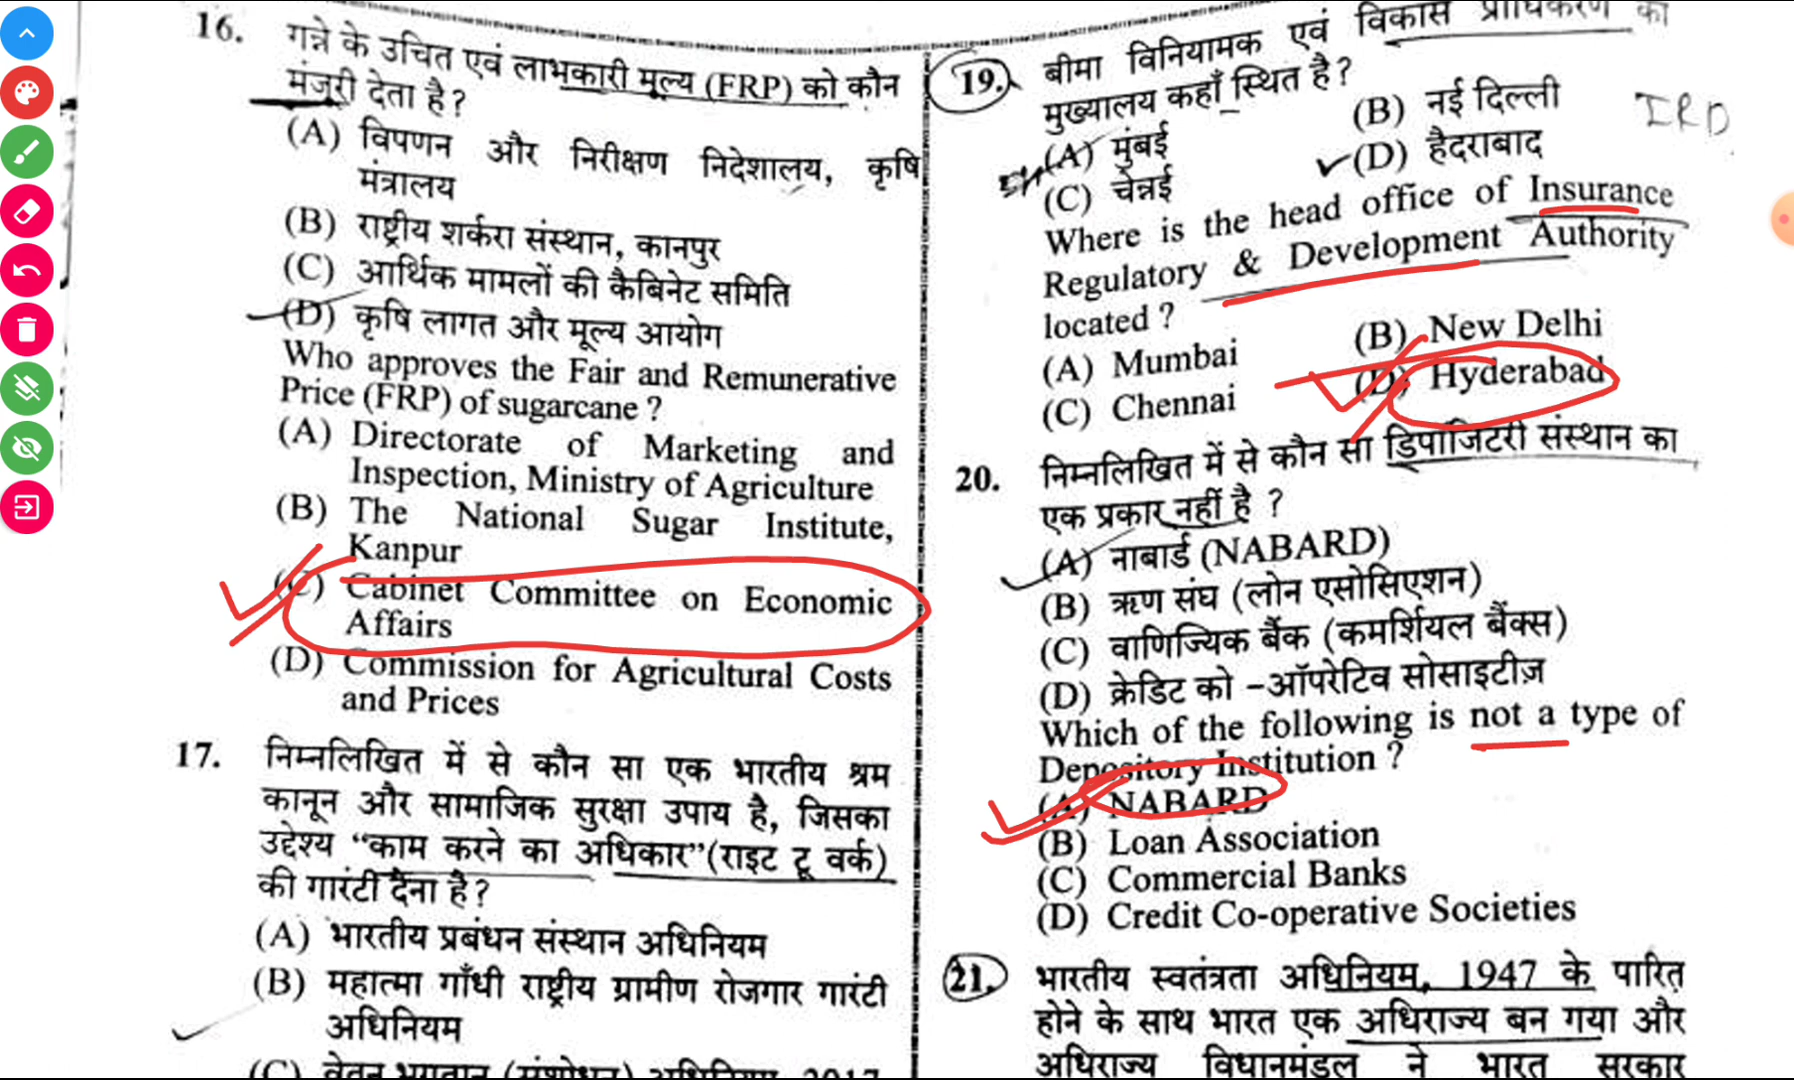 16. गन्ने के उचित एवं लाभकारी मूल्य (FRP) को कौन
मंजूरी देता है?
(A) विपणन और निरीक्षण निदेशालय, कृषि
मंत्रालय
(B) राष्ट्रीय शर्करा संस्थान, कानपुर
(C) आर्थिक मामलों की कैबिनेट समिति
(D) कृषि लागत और मूल्य आयोग
Who approves the Fair and Remunerative
Price (FRP) of sugarcane ?
(A) Directorate of Marketing and
Inspection, Ministry of Agriculture
(B) The National Sugar Institute,
Kanpur
(C) Cabinet Committee on Economic
Affairs
(D) Commission for Agricultural Costs
and Prices
17. निम्नलिखित में से कौन सा एक भारतीय श्रम
कानून और सामाजिक सुरक्षा उपाय है, जिसका
उद्देश्य “काम करने का अधिकार”(राइट टू वर्क)
की गारंटी देना है?
(A) भारतीय प्रबंधन संस्थान अधिनियम
(B) महात्मा गाँधी राष्ट्रीय ग्रामीण रोजगार गारंटी
अधिनियम
(C) वेतन भुगतान (संशोधन) अधिनियम 2017
19. बीमा विनियामक एवं विकास प्राधिकरण का
मुख्यालय कहाँ स्थित है?
(A) मुंबई (B) नई दिल्ली
(C) चेन्नई (D) हैदराबाद
IRD
Where is the head office of Insurance
Regulatory & Development Authority
located ?
(A) Mumbai (B) New Delhi
(C) Chennai (D) Hyderabad
20. निम्नलिखित में से कौन सा डिपॉजिटरी संस्थान का
एक प्रकार नहीं है ?
(A) नाबार्ड (NABARD)
(B) ऋण संघ (लोन एसोसिएशन)
(C) वाणिज्यिक बैंक (कमर्शियल बैंक्स)
(D) क्रेडिट को -ऑपरेटिव सोसाइटीज़
Which of the following is not a type of
Depository Institution ?
(A) NABARD
(B) Loan Association
(C) Commercial Banks
(D) Credit Co-operative Societies
21. भारतीय स्वतंत्रता अधिनियम, 1947 के पारित
होने के साथ भारत एक अधिराज्य बन गया और
अधिराज्य विधानमंडल ने भारत सरकार